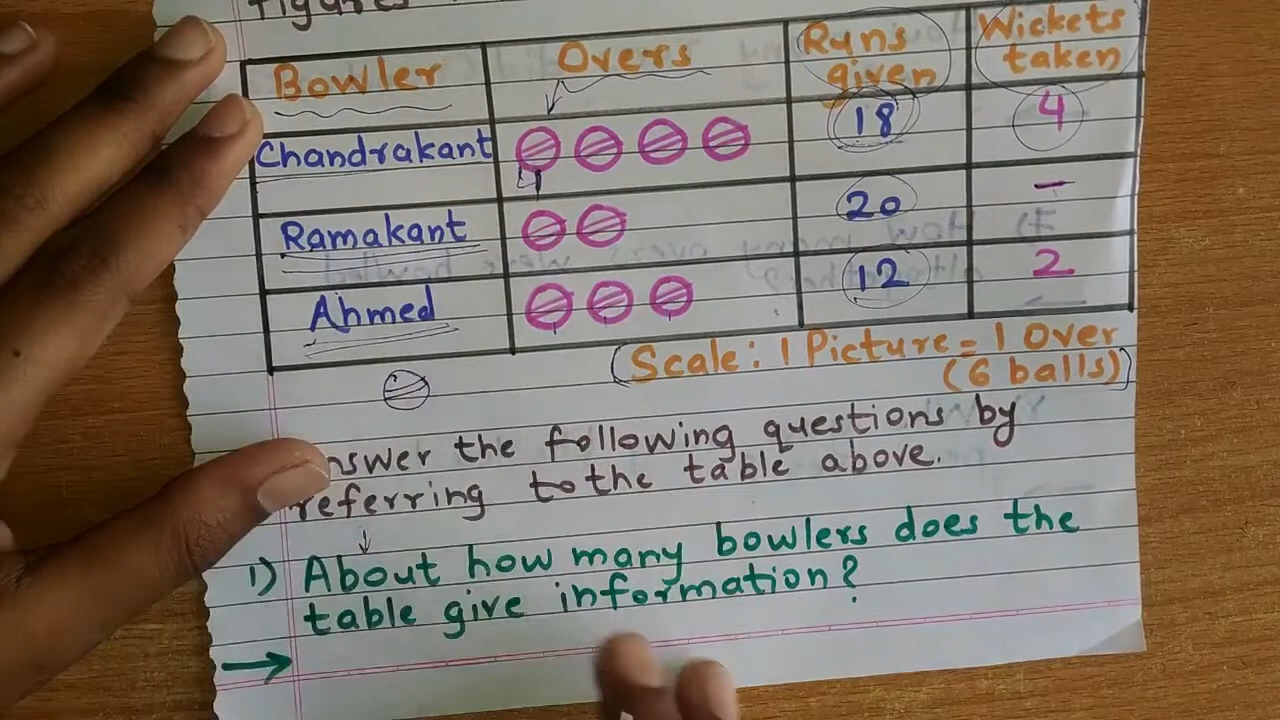 figures
Bowler Overs Runs given Wickets taken
Chandrakant 18 4
Ramakant 20 -
Ahmed 12 2
(Scale: 1 Picture = 1 Over
(6 balls))
nswer the following questions by
referring to the table above.
1) About how many bowlers does the
table give information?